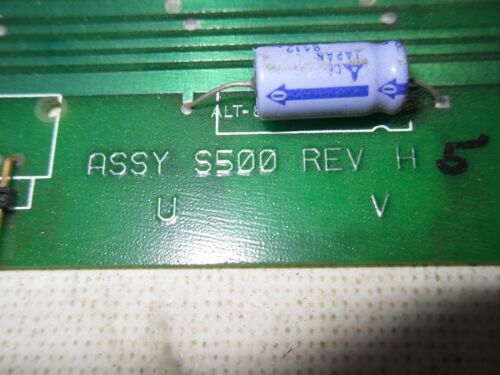 JAPAN
ALT-
ASSY S500 REV H 5
U V